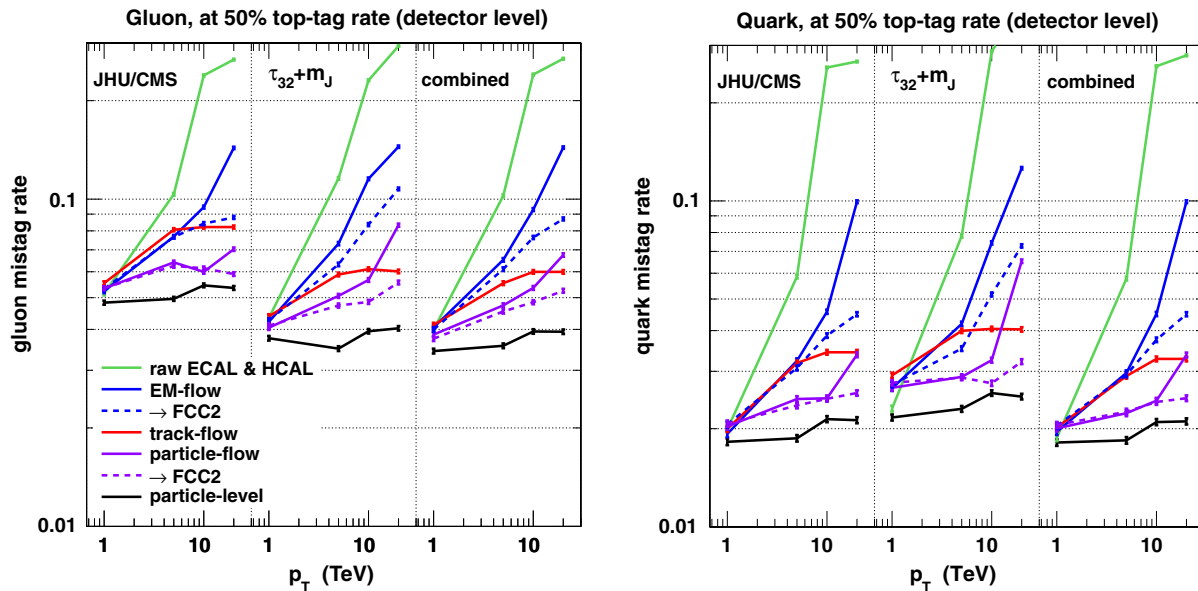 Gluon, at 50% top-tag rate (detector level)
JHU/CMS
τ32+mJ
combined
gluon mistag rate
0.1
0.01
raw ECAL & HCAL
EM-flow
→ FCC2
track-flow
particle-flow
→ FCC2
particle-level
1 10 1 10 1 10
pT (TeV)
Quark, at 50% top-tag rate (detector level)
JHU/CMS
τ32+mJ
combined
quark mistag rate
0.1
0.01
1 10 1 10 1 10
pT (TeV)